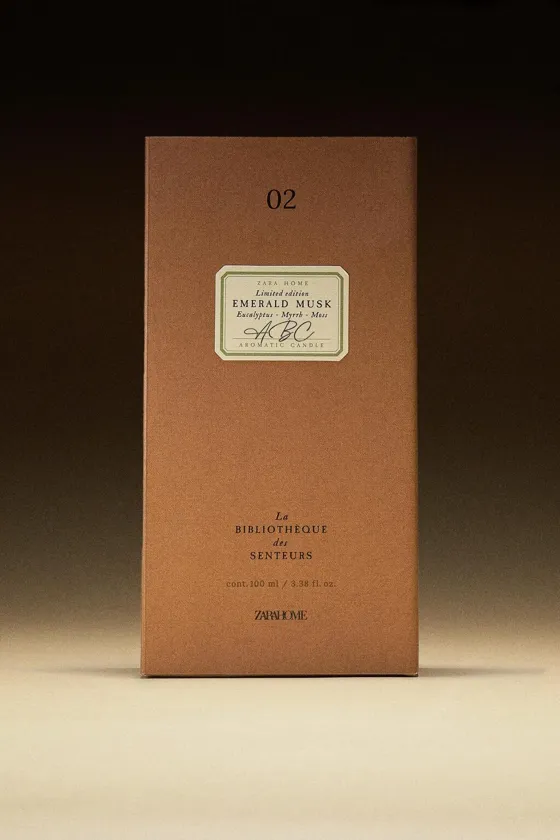 02
ZARA HOME
Limited edition
EMERALD MUSK
Eucalyptus - Myrrh - Moss
ABC
AROMATIC CANDLE
La
BIBLIOTHÈQUE
des
SENTEURS
cont. 100 ml / 3.38 fl. oz.
ZARAHOME